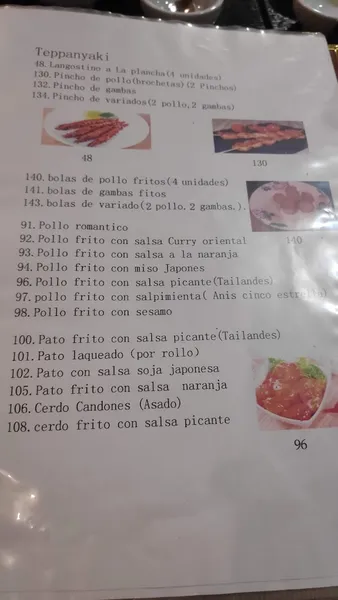 Teppanyaki
48. Langostino a la plancha(4 unidades)
130. Pincho de pollo(brochetas)(2 Pinchos)
132. Pincho de gambas
134. Pincho de variados(2 pollo,2 gambas)
48
130
140. bolas de pollo fritos(4 unidades)
141. bolas de gambas fitos
143. bolas de variado(2 pollo, 2 gambas.).
140
91. Pollo romantico
92. Pollo frito con salsa Curry oriental
93. Pollo frito con salsa a la naranja
94. Pollo frito con miso Japones
96. Pollo frito con salsa picante(Tailandes)
97. pollo frito con salpimienta( Anis cinco estrella)
98. Pollo frito con sesamo
100. Pato frito con salsa picante(Tailandes)
101. Pato laqueado (por rollo)
102. Pato con salsa soja japonesa
105. Pato frito con salsa naranja
106. Cerdo Candones (Asado)
108. cerdo frito con salsa picante
96